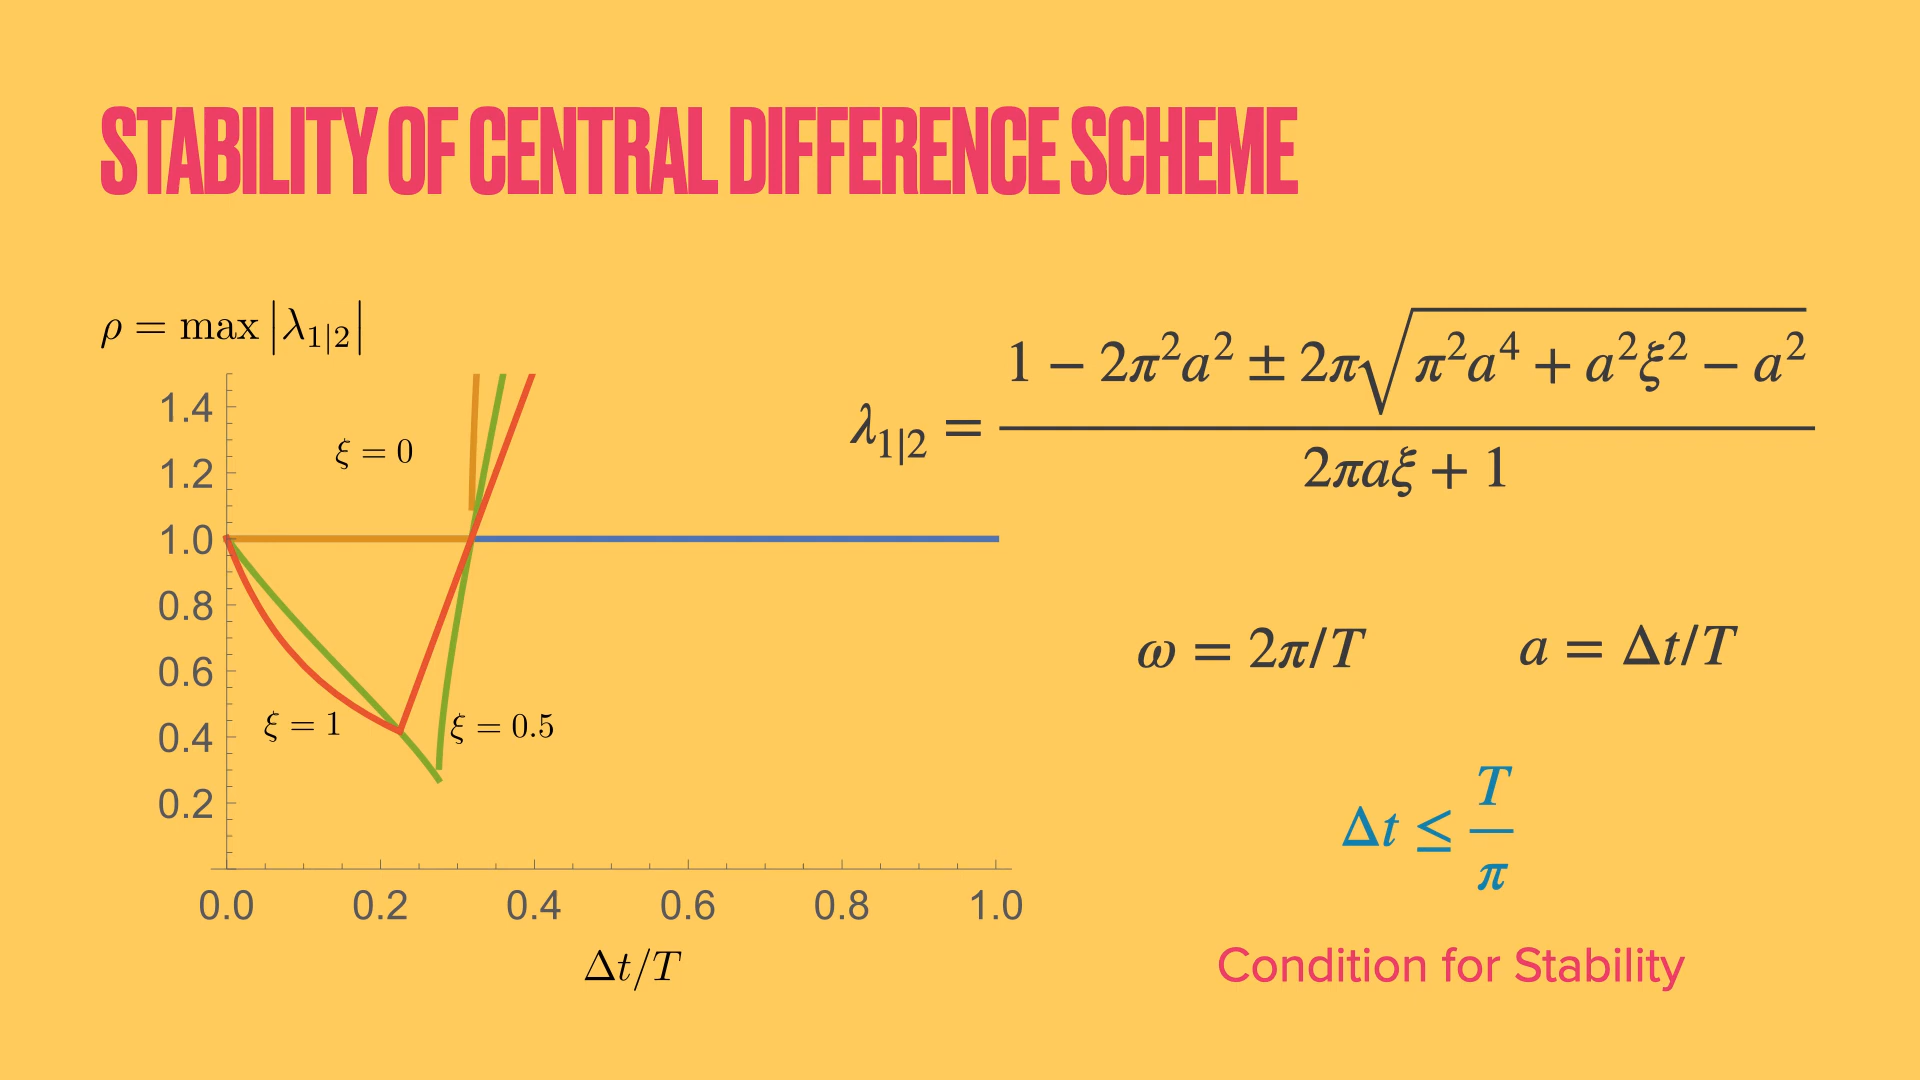 STABILITY OF CENTRAL DIFFERENCE SCHEME
ρ = max |λ₁|₂|
λ₁|₂ = (1 − 2π²a² ± 2π√(π²a⁴ + a²ξ² − a²)) / (2πaξ + 1)
1.4
1.2
1.0
0.8
0.6
0.4
0.2
ξ = 0
ξ = 1
ξ = 0.5
0.0 0.2 0.4 0.6 0.8 1.0
Δt/T
ω = 2π/T
a = Δt/T
Δt ≤ T/π
Condition for Stability